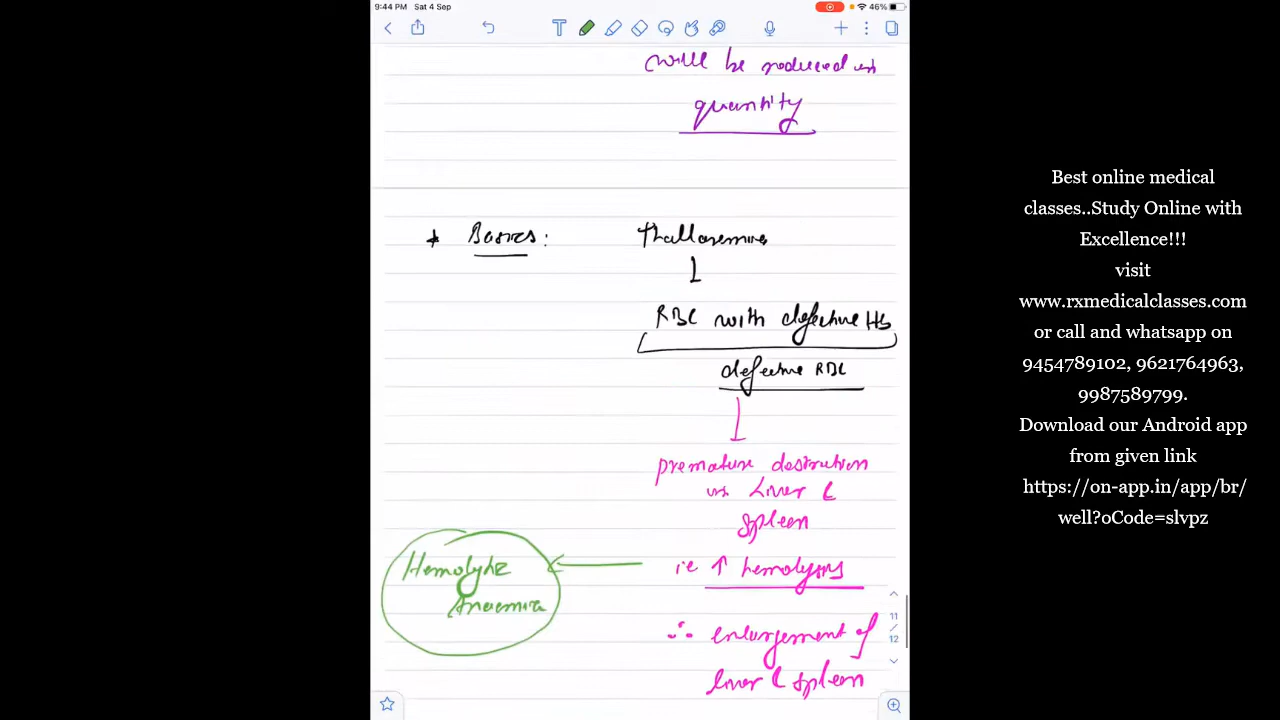 9:44 PM Sat 4 Sep
46%
will be reduced in
quantity
Basics: Thallasemia
RBC with defective Hb
defective RBC
premature destruction
in Liver &
Spleen
ie ↑ hemolysis
Hemolytic
Anaemia
∴ enlargement of
liver & spleen
11
/
12
Best online medical
classes..Study Online with
Excellence!!!
visit
www.rxmedicalclasses.com
or call and whatsapp on
9454789102, 9621764963,
9987589799.
Download our Android app
from given link
https://on-app.in/app/br/
well?oCode=slvpz